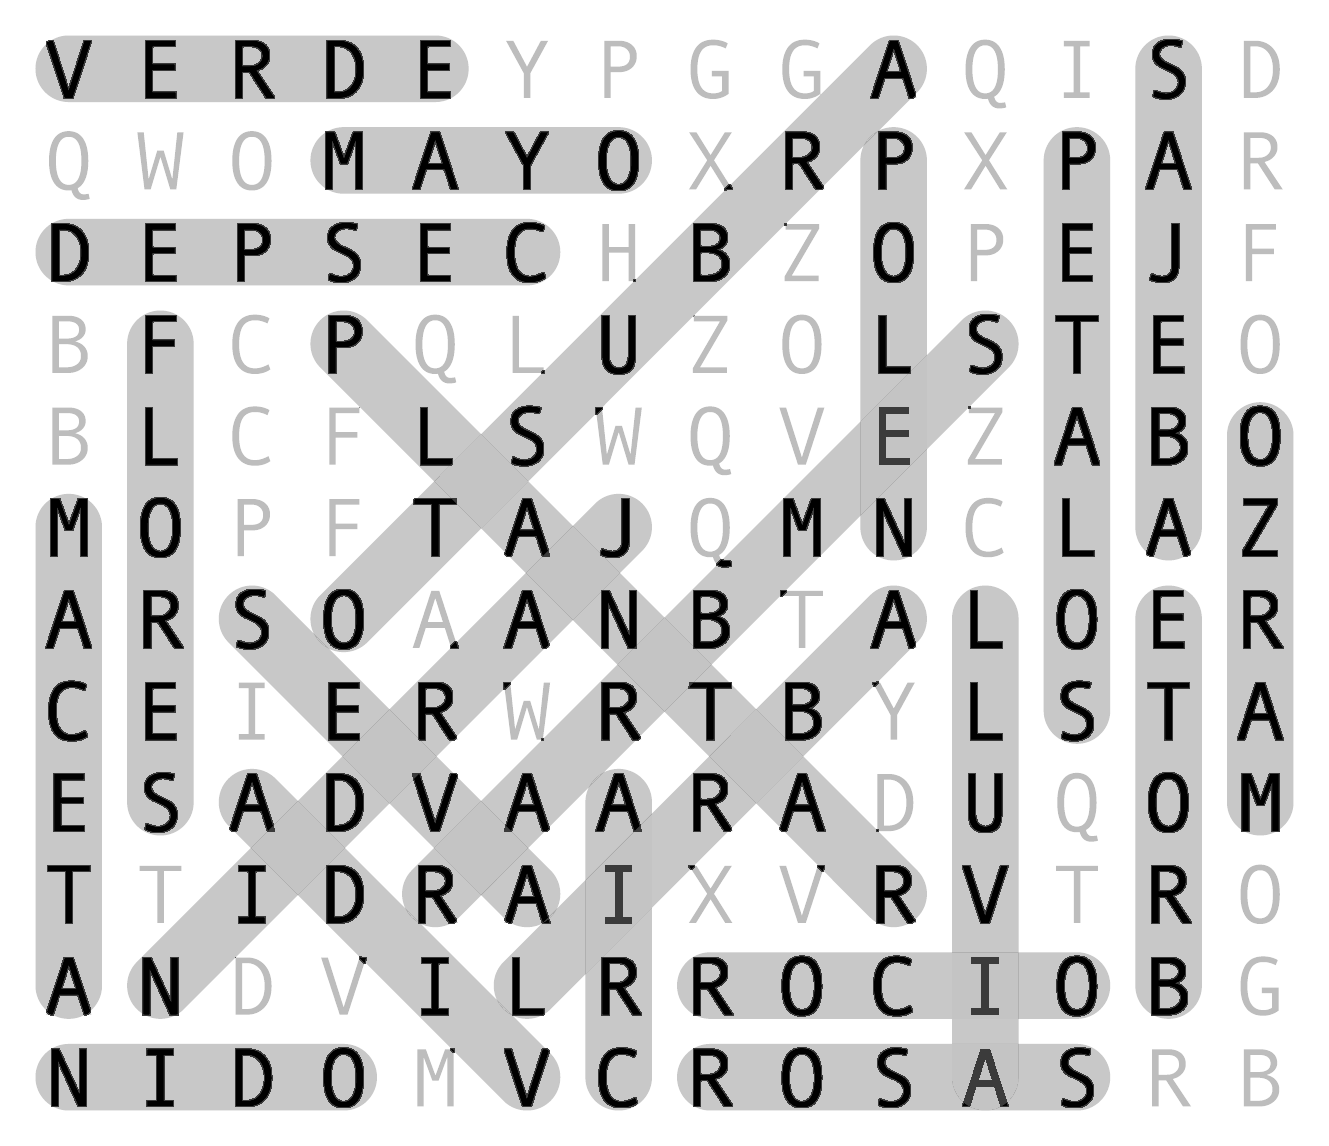 V E R D E Y P G G A Q I S D
Q W O M A Y O X R P X P A R
D E P S E C H B Z O P E J F
B F C P Q L U Z O L S T E O
B L C F L S W Q V E Z A B O
M O P F T A J Q M N C L A Z
A R S O A A N B T A L O E R
C E I E R W R T B Y L S T A
E S A D V A A R A D U Q O M
T T I D R A I X V R V T R O
A N D V I L R R O C I O B G
N I D O M V C R O S A S R B